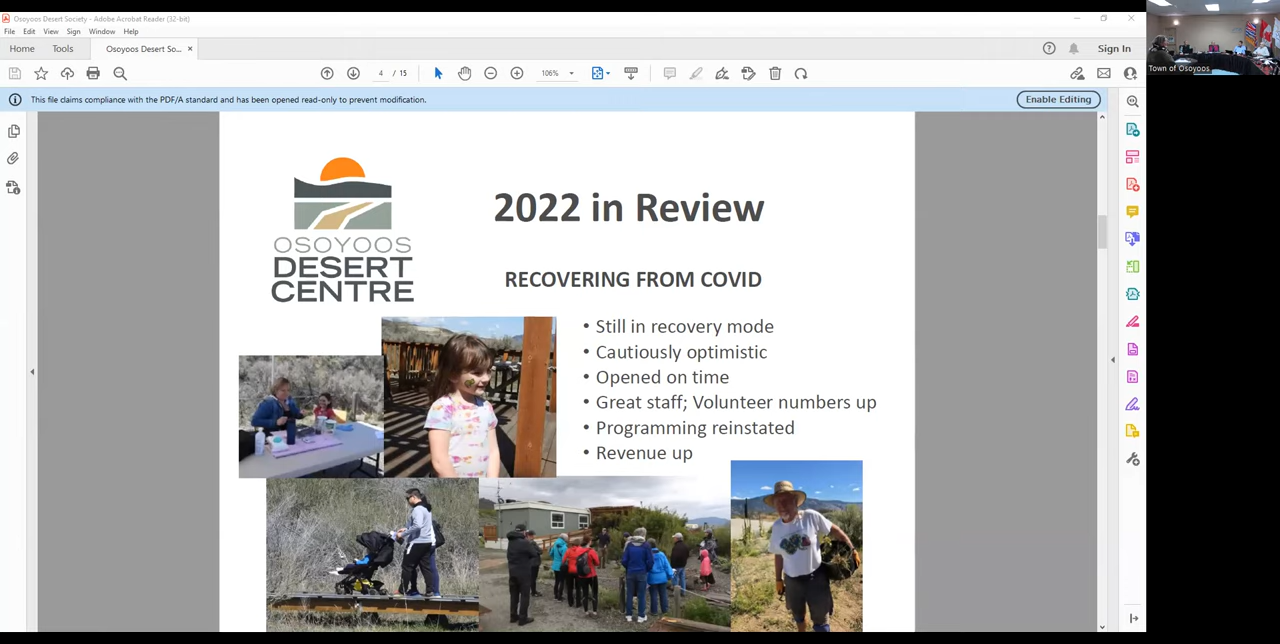 Osoyoos Desert Society - Adobe Acrobat Reader (32-bit)
File Edit View Sign Window Help
Home Tools Osoyoos Desert So... × Sign In
4 / 15 106%
This file claims compliance with the PDF/A standard and has been opened read-only to prevent modification. Enable Editing
Town of Osoyoos
OSOYOOS
DESERT
CENTRE
2022 in Review
RECOVERING FROM COVID
• Still in recovery mode
• Cautiously optimistic
• Opened on time
• Great staff; Volunteer numbers up
• Programming reinstated
• Revenue up